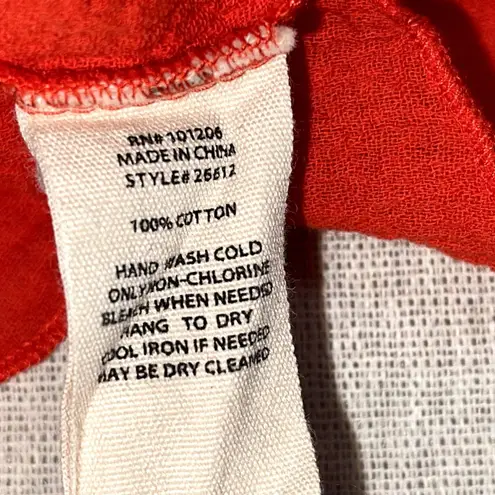 RN# 101206
MADE IN CHINA
STYLE# 26612
100% COTTON
HAND WASH COLD
ONLY NON-CHLORINE
BLEACH WHEN NEEDED
HANG TO DRY
COOL IRON IF NEEDED
MAY BE DRY CLEANED